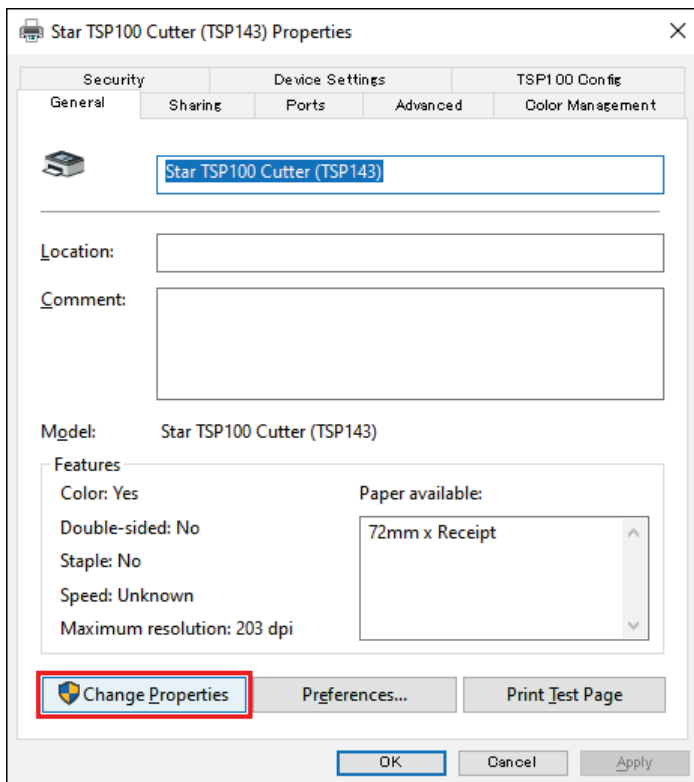 Star TSP100 Cutter (TSP143) Properties
Security Device Settings TSP100 Config
General Sharing Ports Advanced Color Management
Star TSP100 Cutter (TSP143)
Location:
Comment:
Model: Star TSP100 Cutter (TSP143)
Features
Color: Yes Paper available:
Double-sided: No 72mm x Receipt
Staple: No
Speed: Unknown
Maximum resolution: 203 dpi
Change Properties Preferences... Print Test Page
OK Cancel Apply